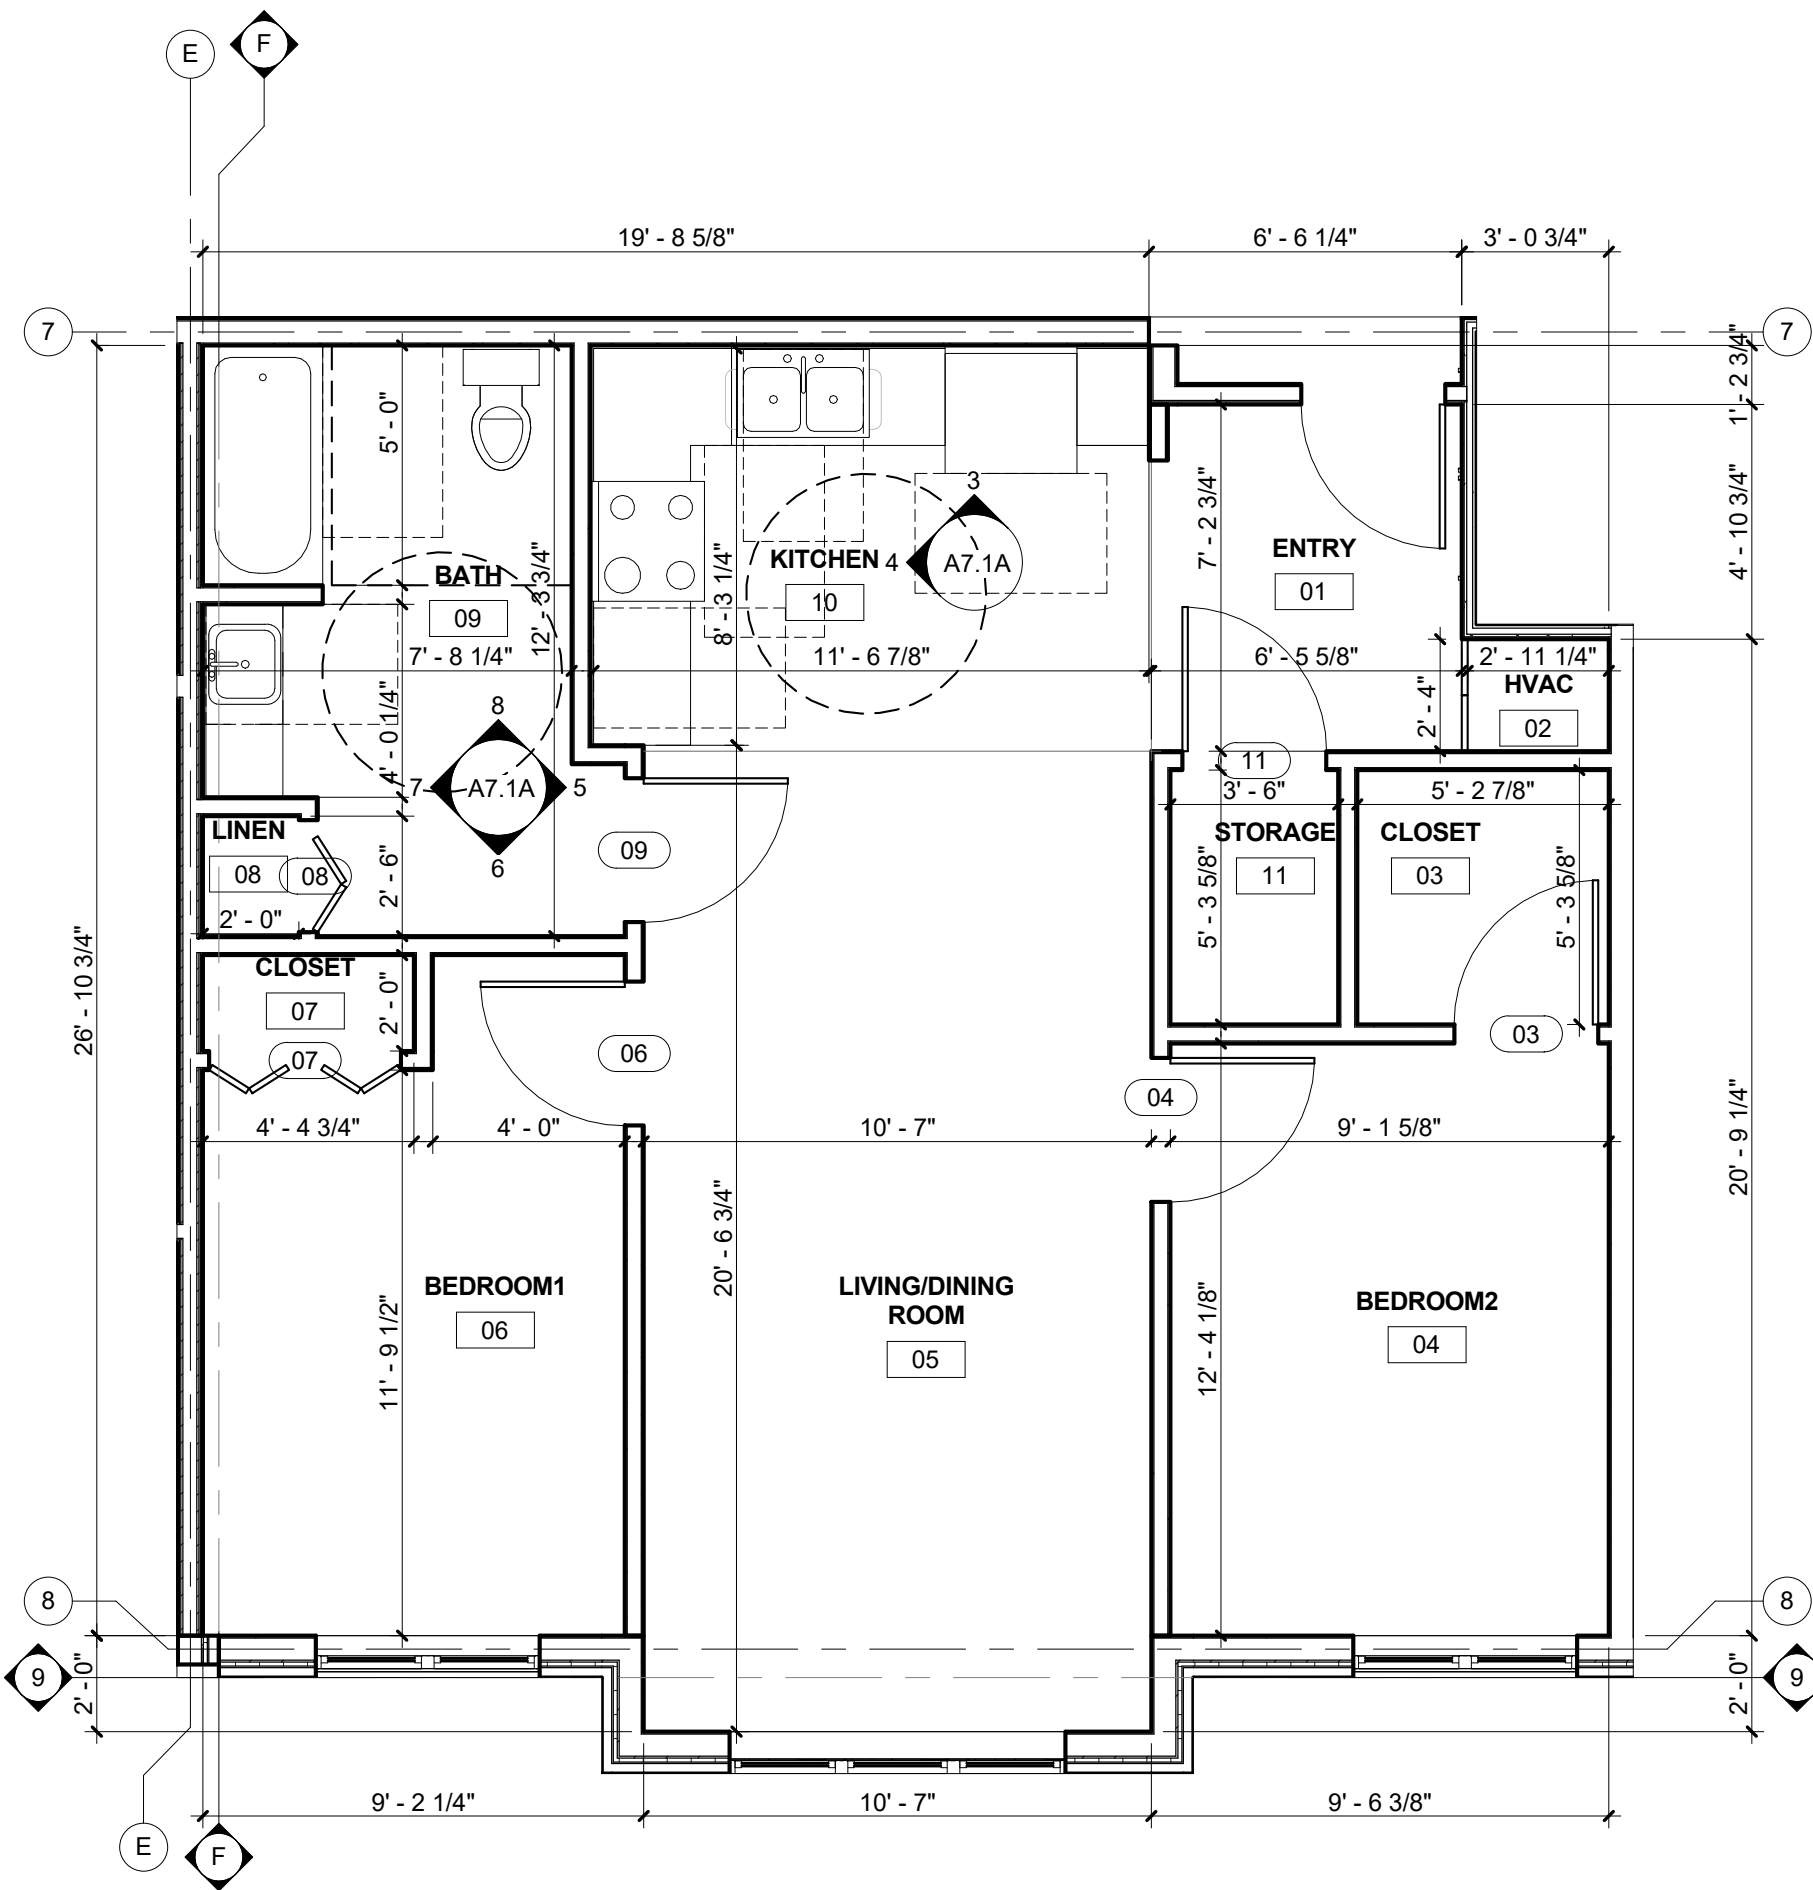 F
E
19' - 8 5/8"
6' - 6 1/4"
3' - 0 3/4"
7
7
1' - 2 3/4"
5' - 0"
3
4' - 10 3/4"
7' - 2 3/4"
12' - 3 3/4"
8' - 3 1/4"
KITCHEN
4
A7.1A
ENTRY
BATH
10
01
09
7' - 8 1/4"
11' - 6 7/8"
6' - 5 5/8"
2' - 11 1/4"
HVAC
2' - 4"
02
4' - 0 1/4"
8
7
A7.1A
5
6
11
3' - 6"
5' - 2 7/8"
LINEN
STORAGE
CLOSET
09
08
08
2' - 6"
11
03
5' - 3 5/8"
5' - 3 5/8"
2' - 0"
CLOSET
07
2' - 0"
26' - 10 3/4"
07
06
03
04
4' - 4 3/4"
4' - 0"
10' - 7"
9' - 1 5/8"
20' - 9 1/4"
20' - 6 3/4"
BEDROOM1
06
LIVING/DINING
ROOM
05
BEDROOM2
04
11' - 9 1/2"
12' - 4 1/8"
8
8
9
2' - 0"
2' - 0"
9
9' - 2 1/4"
10' - 7"
9' - 6 3/8"
E
F